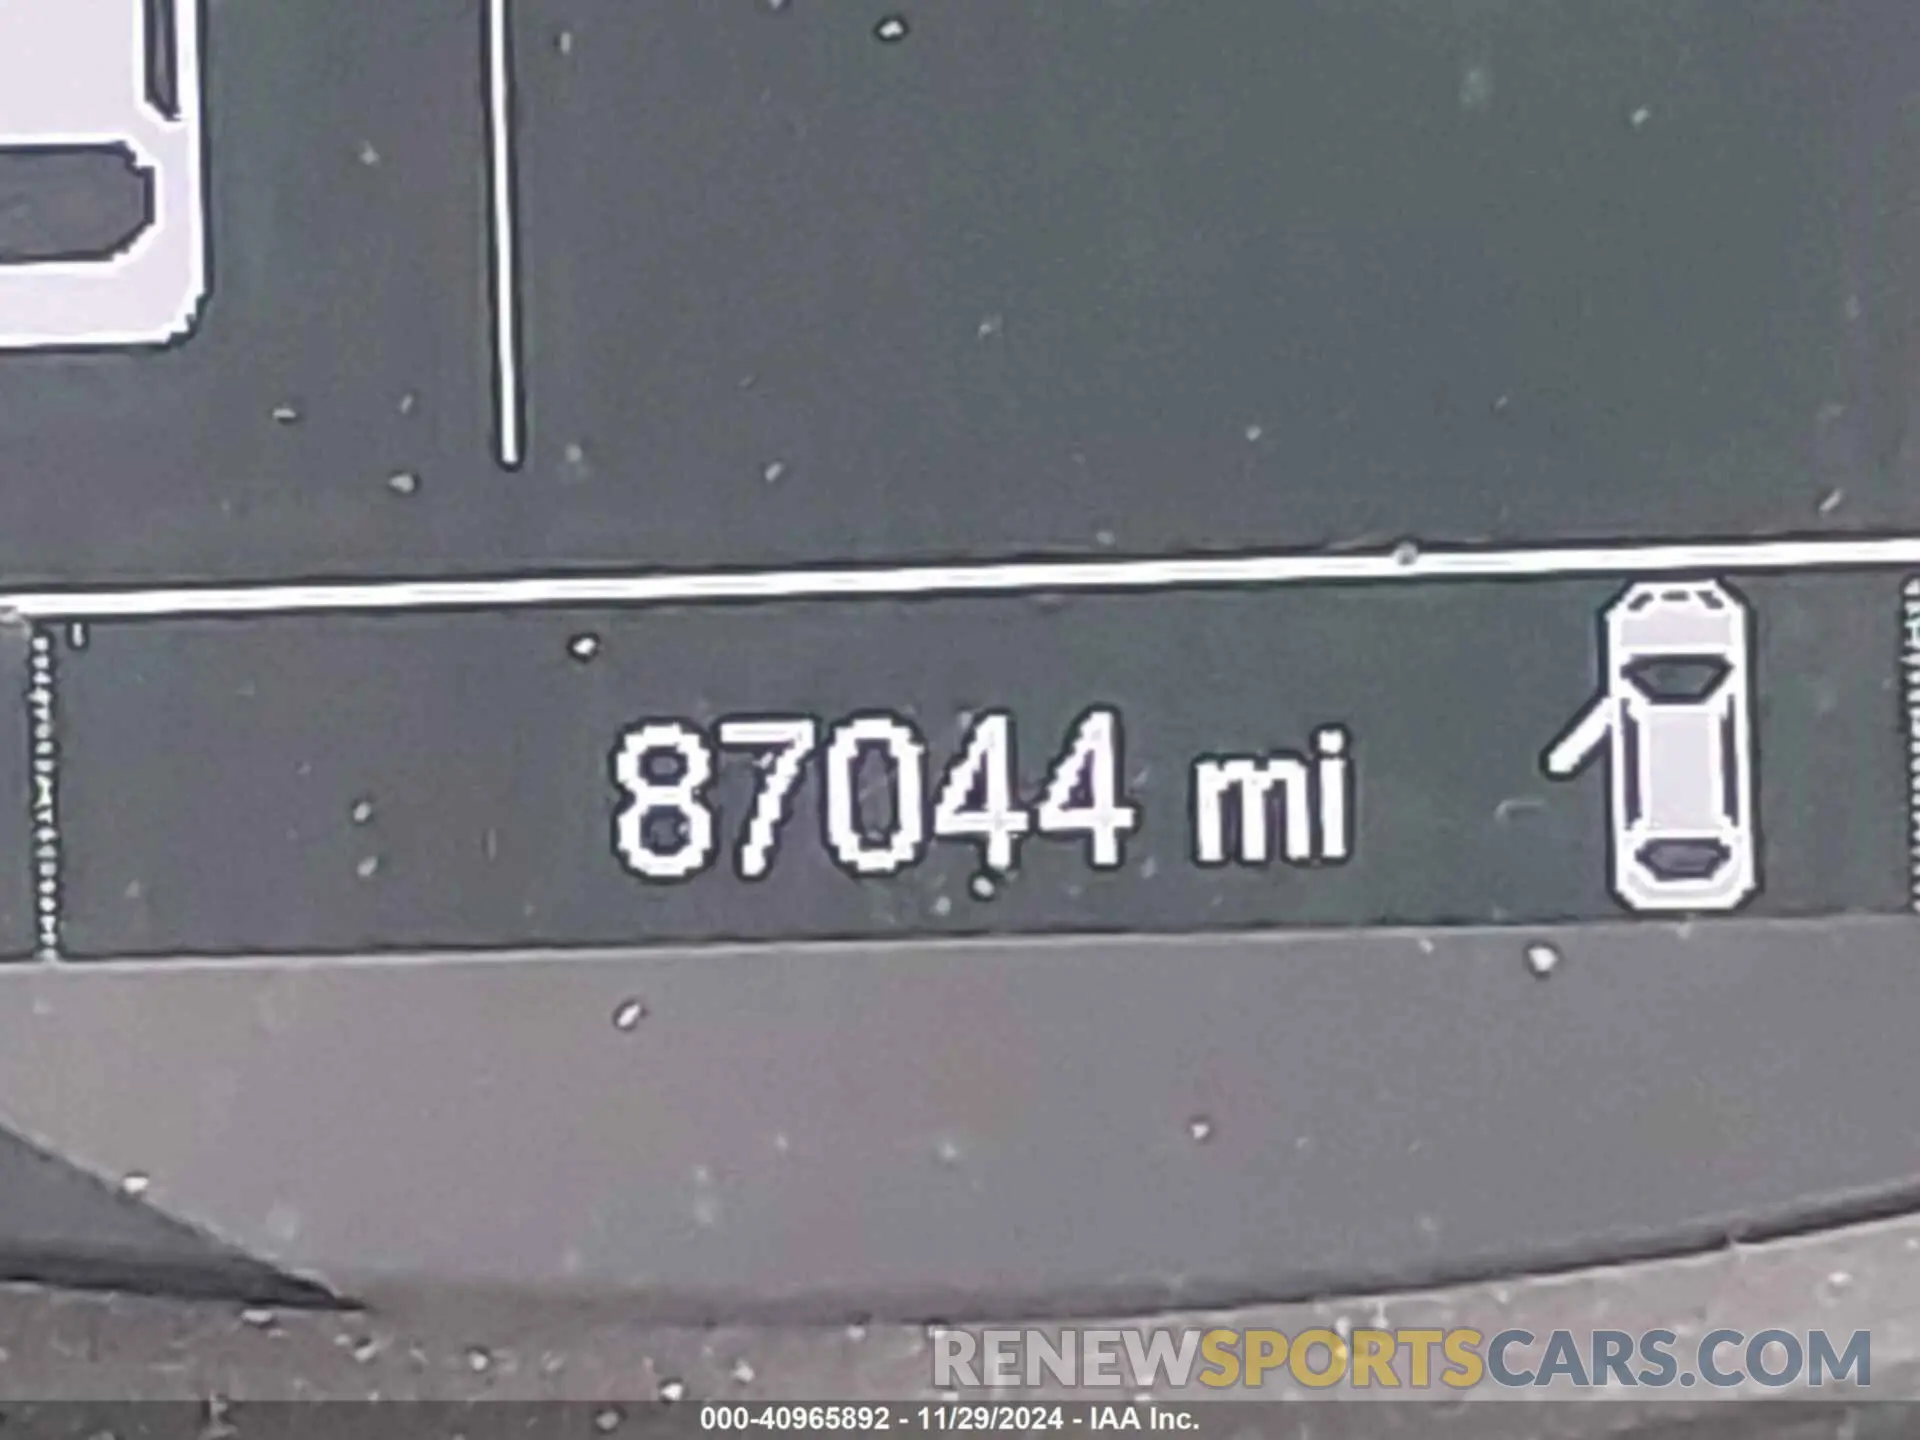 87044 mi
RENEWSPORTSCARS.COM
000-40965892 - 11/29/2024 - IAA Inc.